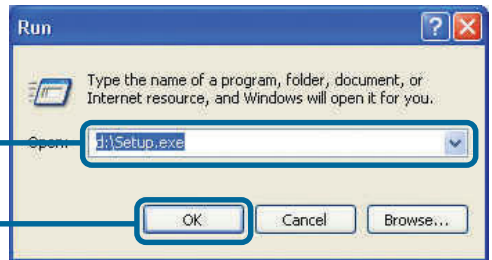 Run
Type the name of a program, folder, document, or
Internet resource, and Windows will open it for you.
Open: d:\Setup.exe
OK Cancel Browse...